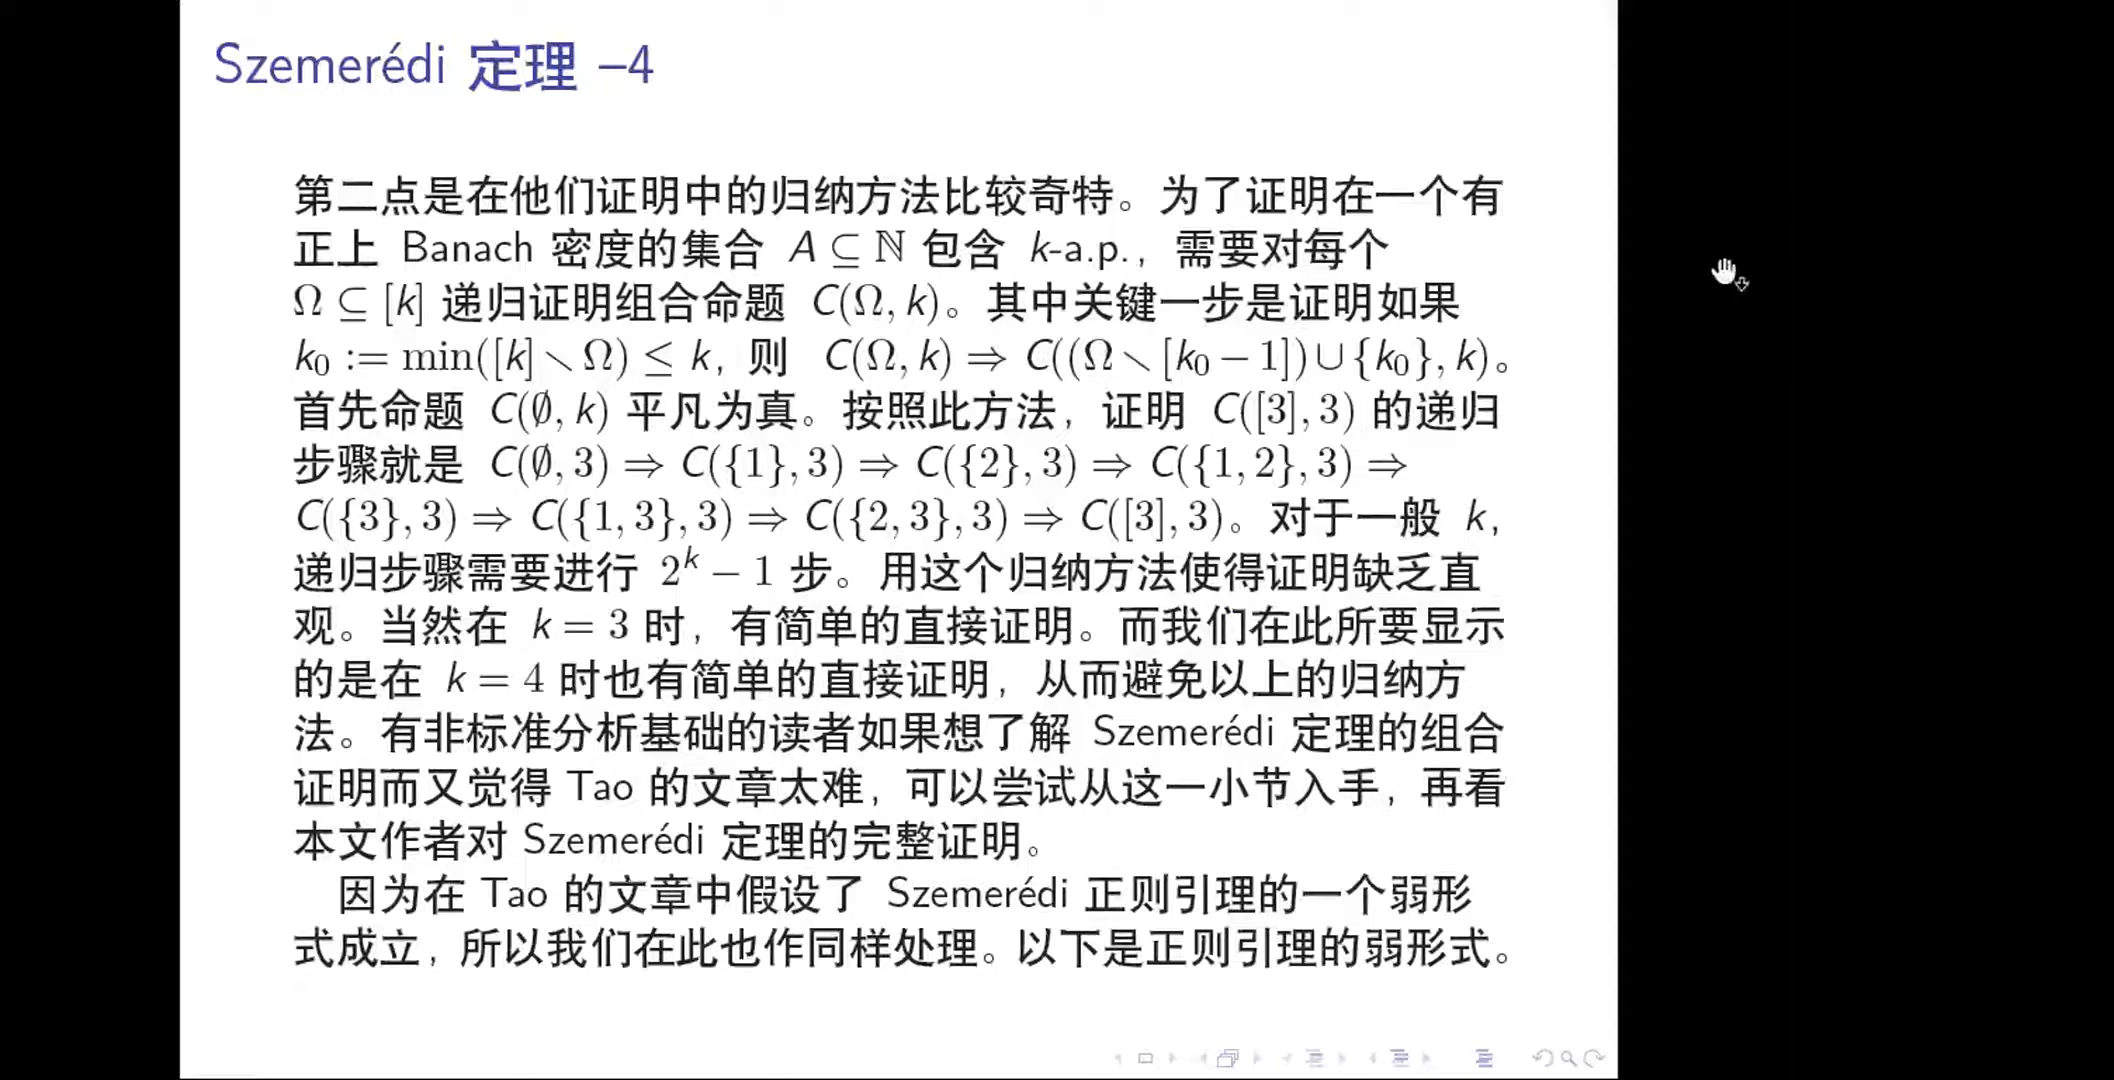 Szemerédi 定理 –4
第二点是在他们证明中的归纳方法比较奇特。为了证明在一个有
正上 Banach 密度的集合 A ⊆ ℕ 包含 k-a.p.，需要对每个
Ω ⊆ [k] 递归证明组合命题 C(Ω, k)。其中关键一步是证明如果
k₀ := min([k] ∖ Ω) ≤ k，则 C(Ω, k) ⇒ C((Ω ∖ [k₀ − 1]) ∪ {k₀}, k)。
首先命题 C(∅, k) 平凡为真。按照此方法，证明 C([3], 3) 的递归
步骤就是 C(∅, 3) ⇒ C({1}, 3) ⇒ C({2}, 3) ⇒ C({1, 2}, 3) ⇒
C({3}, 3) ⇒ C({1, 3}, 3) ⇒ C({2, 3}, 3) ⇒ C([3], 3)。对于一般 k，
递归步骤需要进行 2ᵏ − 1 步。用这个归纳方法使得证明缺乏直
观。当然在 k = 3 时，有简单的直接证明。而我们在此所要显示
的是在 k = 4 时也有简单的直接证明，从而避免以上的归纳方
法。有非标准分析基础的读者如果想了解 Szemerédi 定理的组合
证明而又觉得 Tao 的文章太难，可以尝试从这一小节入手，再看
本文作者对 Szemerédi 定理的完整证明。
因为在 Tao 的文章中假设了 Szemerédi 正则引理的一个弱形
式成立，所以我们在此也作同样处理。以下是正则引理的弱形式。